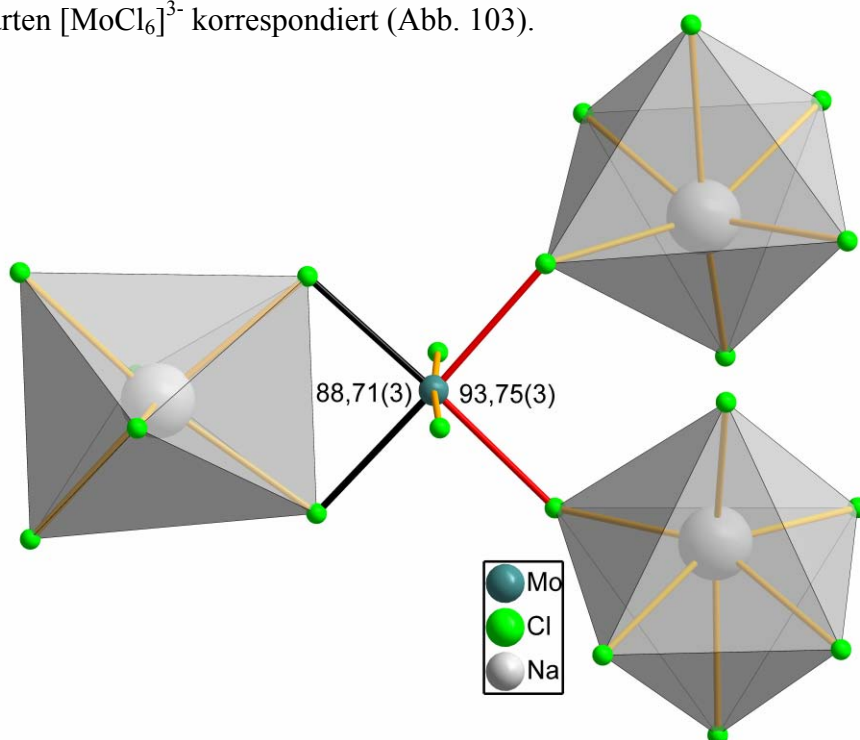 arten [MoCl₆]³⁻ korrespondiert (Abb. 103).
88,71(3) 93,75(3)
Mo
Cl
Na